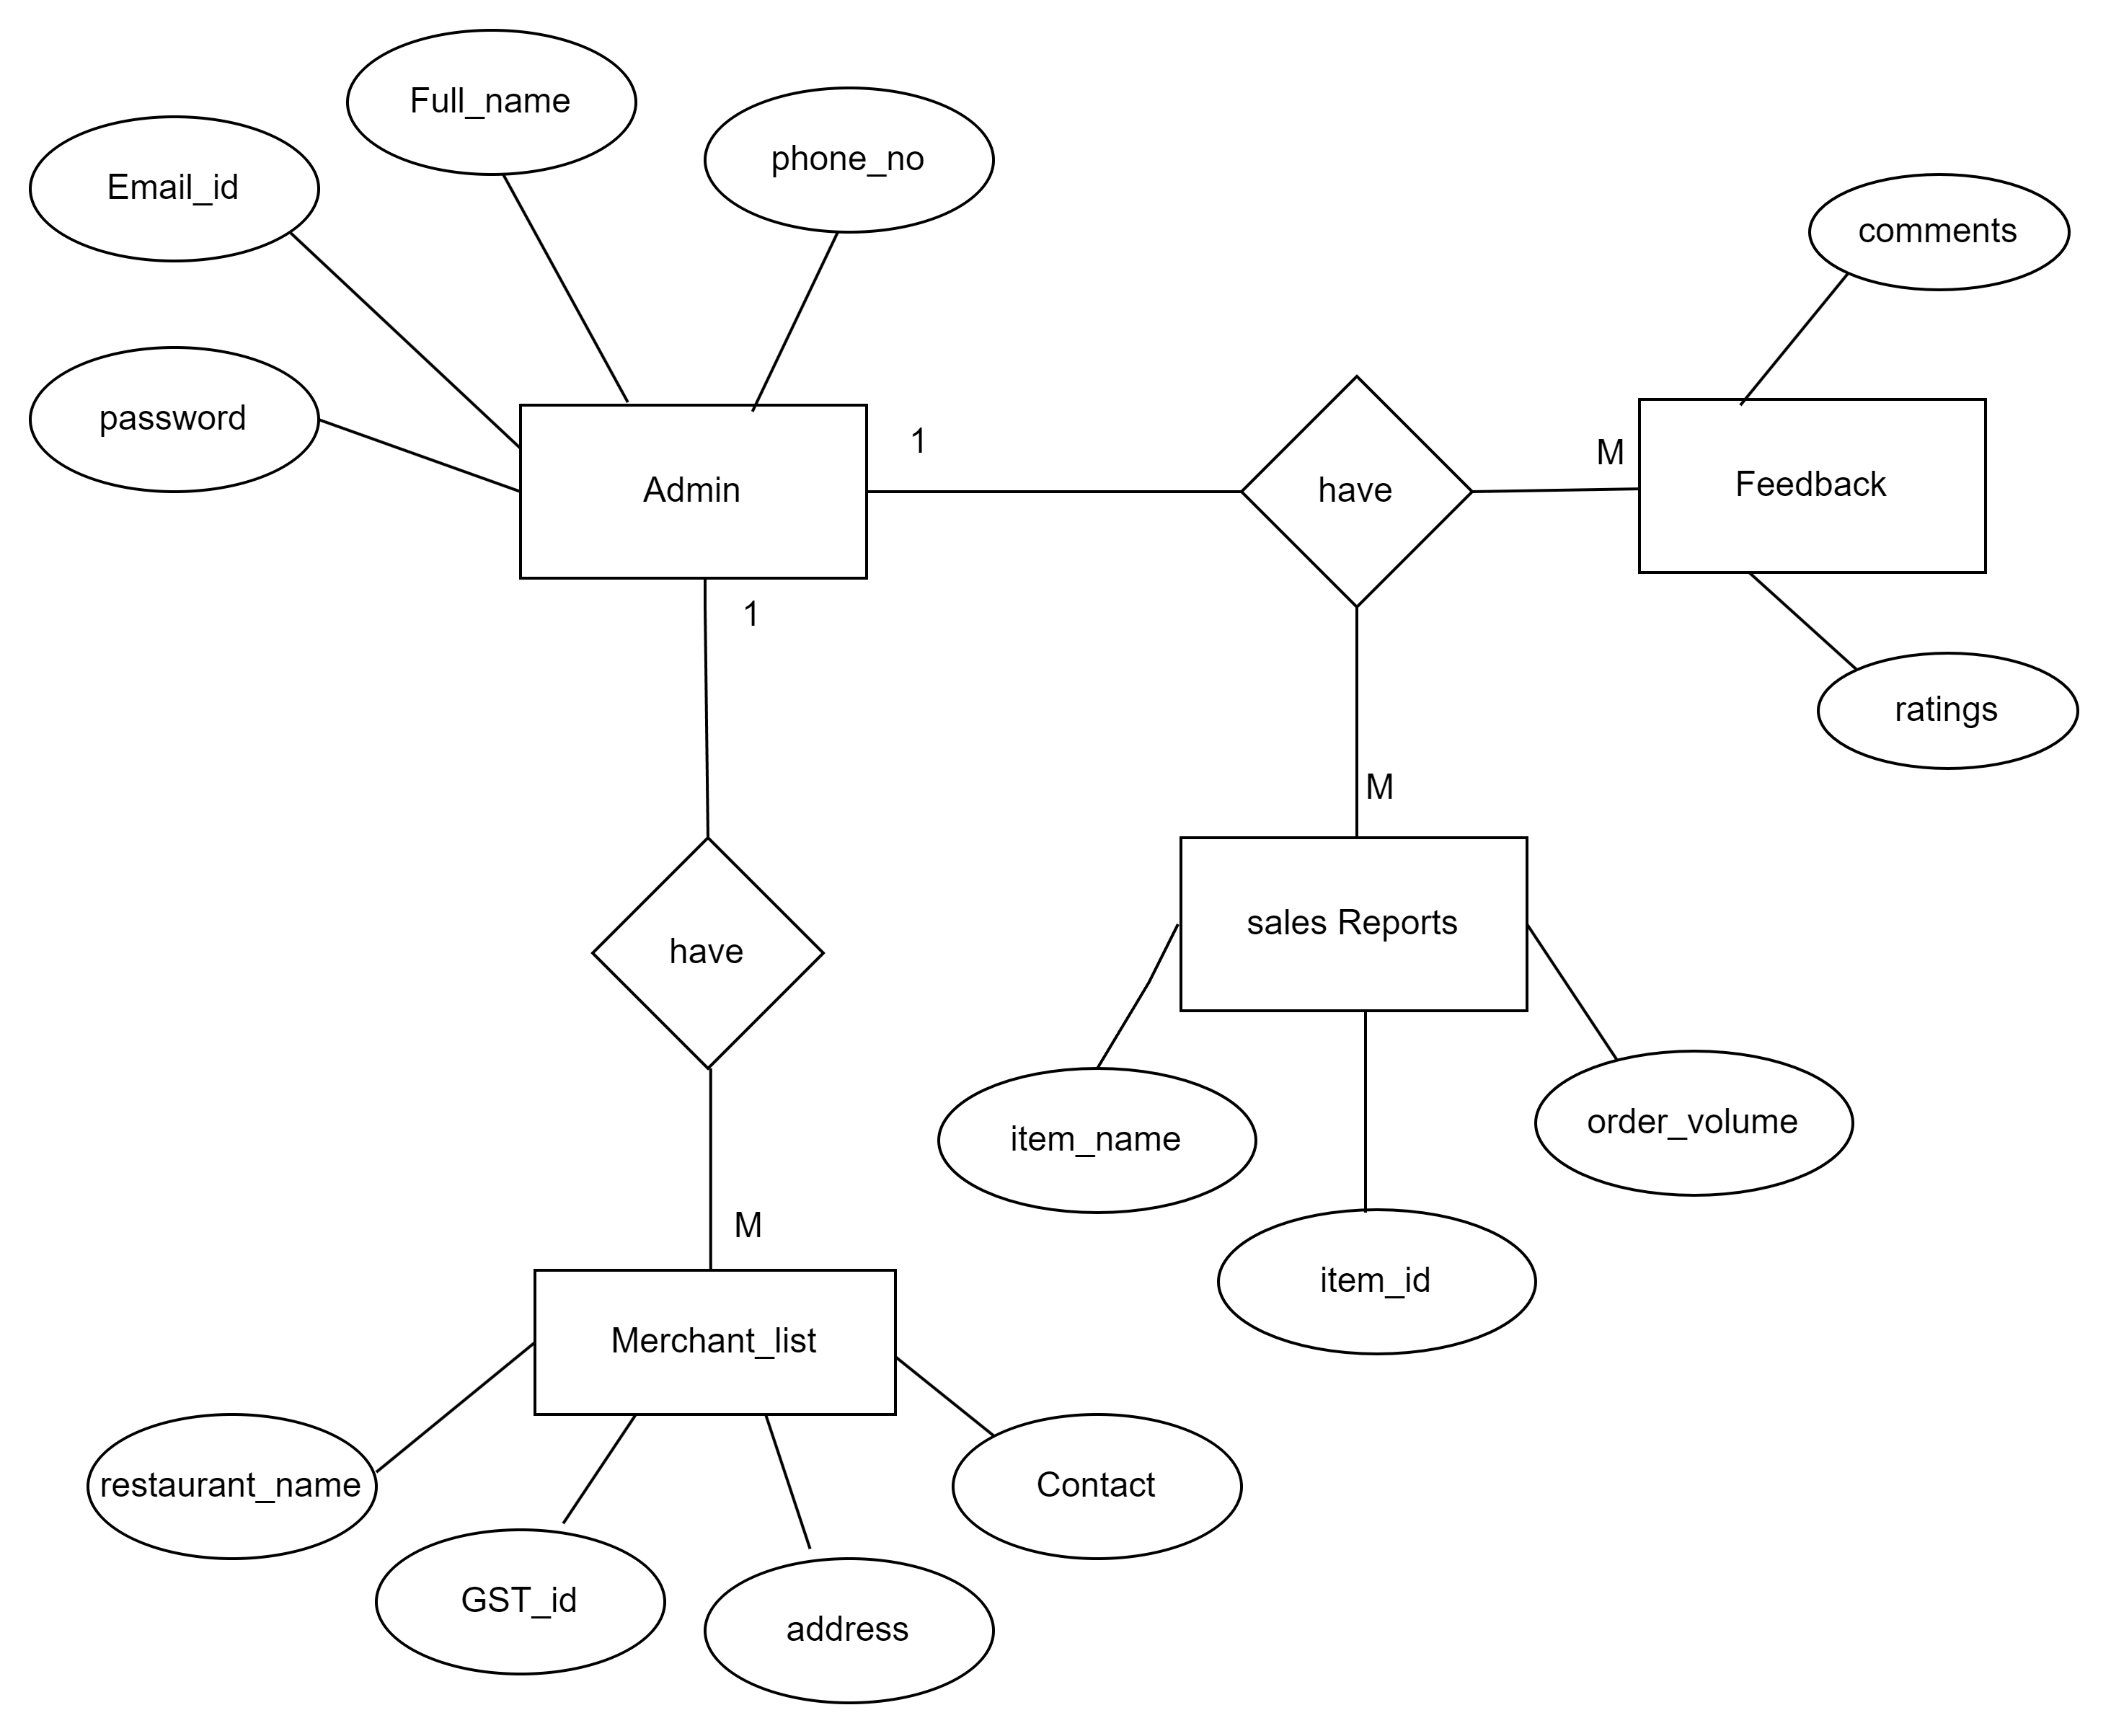 Full_name
phone_no
Email_id
comments
password
1
M
Admin
have
Feedback
1
ratings
M
sales Reports
have
order_volume
item_name
M
item_id
Merchant_list
restaurant_name
Contact
GST_id
address